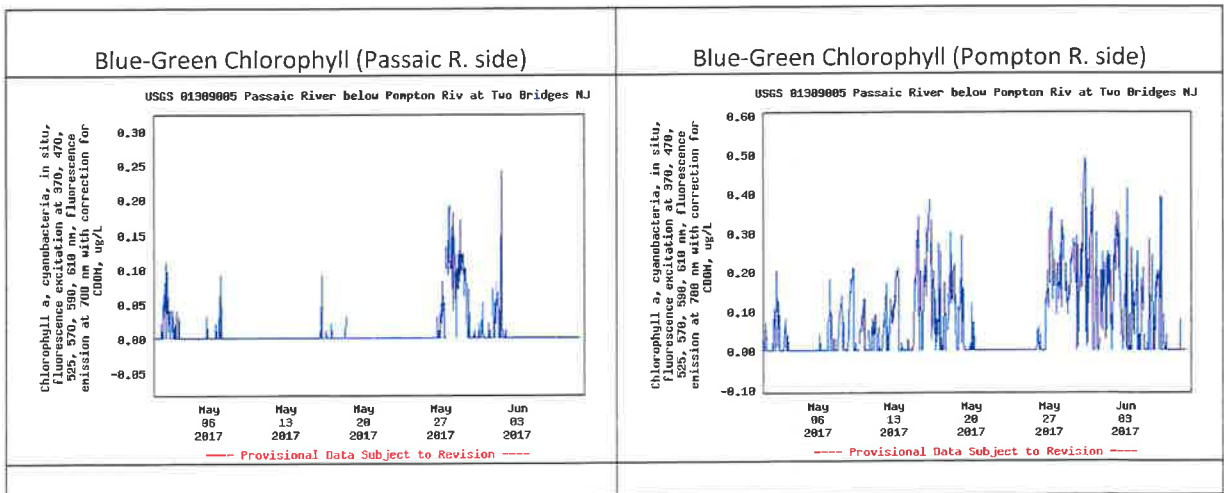 Blue-Green Chlorophyll (Passaic R. side)
USGS 01389005 Passaic River below Pompton Riv at Two Bridges NJ
Chlorophyll a, cyanobacteria, in situ,
fluorescence excitation at 370, 470,
525, 570, 590, 610 nm, fluorescence
emission at 700 nm with correction for
CDOM, ug/L
0.30
0.25
0.20
0.15
0.10
0.05
0.00
-0.05
May May May May Jun
06 13 20 27 03
2017 2017 2017 2017 2017
---- Provisional Data Subject to Revision ----
Blue-Green Chlorophyll (Pompton R. side)
USGS 01389005 Passaic River below Pompton Riv at Two Bridges NJ
Chlorophyll a, cyanobacteria, in situ,
fluorescence excitation at 370, 470,
525, 570, 590, 610 nm, fluorescence
emission at 700 nm with correction for
CDOM, ug/L
0.60
0.50
0.40
0.30
0.20
0.10
0.00
-0.10
May May May May Jun
06 13 20 27 03
2017 2017 2017 2017 2017
---- Provisional Data Subject to Revision ----